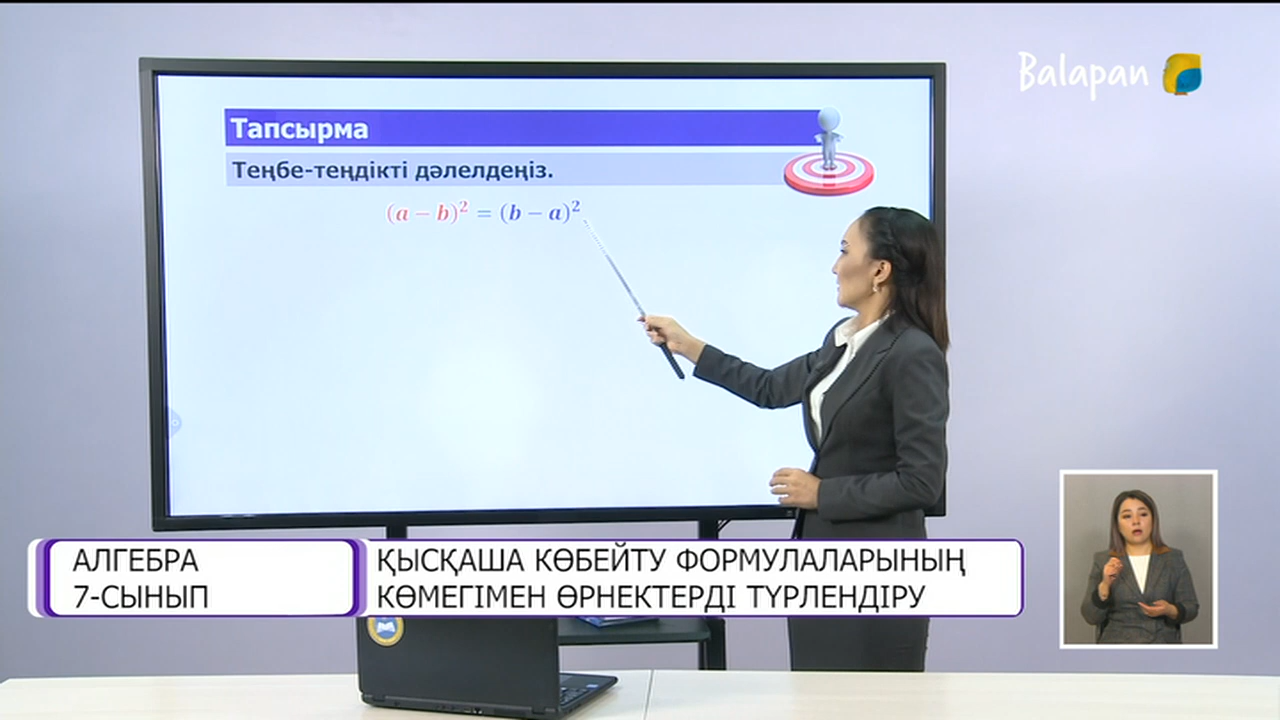 Balapan
Тапсырма
Теңбе-теңдікті дәлелдеңіз.
(a − b)² = (b − a)²
АЛГЕБРА
7-СЫНЫП
ҚЫСҚАША КӨБЕЙТУ ФОРМУЛАЛАРЫНЫҢ
КӨМЕГІМЕН ӨРНЕКТЕРДІ ТҮРЛЕНДІРУ